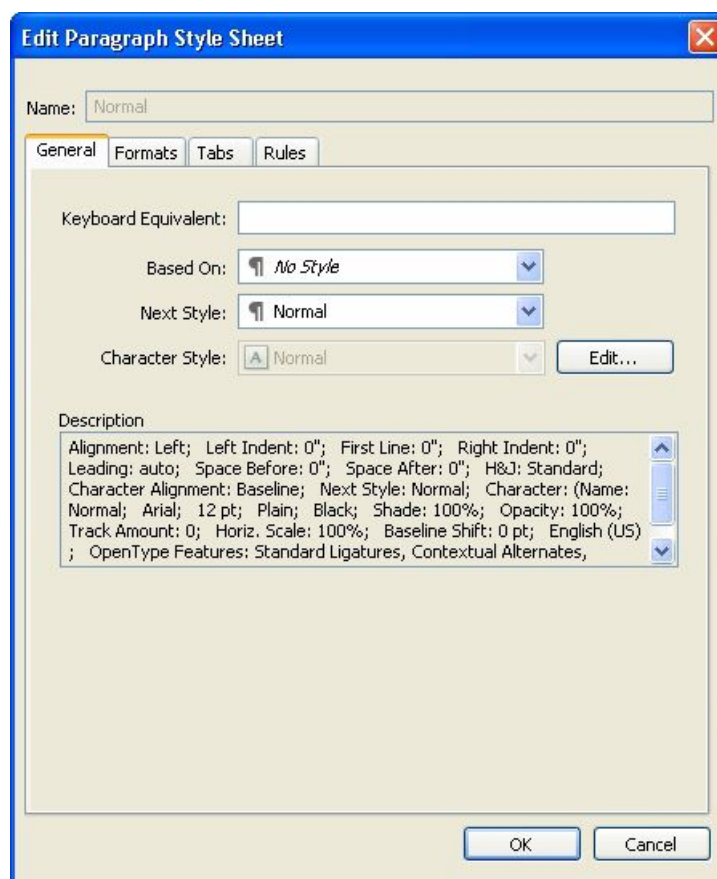 Edit Paragraph Style Sheet
Name: Normal
General Formats Tabs Rules
Keyboard Equivalent:
Based On: ¶ No Style
Next Style: ¶ Normal
Character Style: A Normal Edit...
Description
Alignment: Left; Left Indent: 0"; First Line: 0"; Right Indent: 0";
Leading: auto; Space Before: 0"; Space After: 0"; H&J: Standard;
Character Alignment: Baseline; Next Style: Normal; Character: (Name:
Normal; Arial; 12 pt; Plain; Black; Shade: 100%; Opacity: 100%;
Track Amount: 0; Horiz. Scale: 100%; Baseline Shift: 0 pt; English (US)
; OpenType Features: Standard Ligatures, Contextual Alternates,
OK Cancel